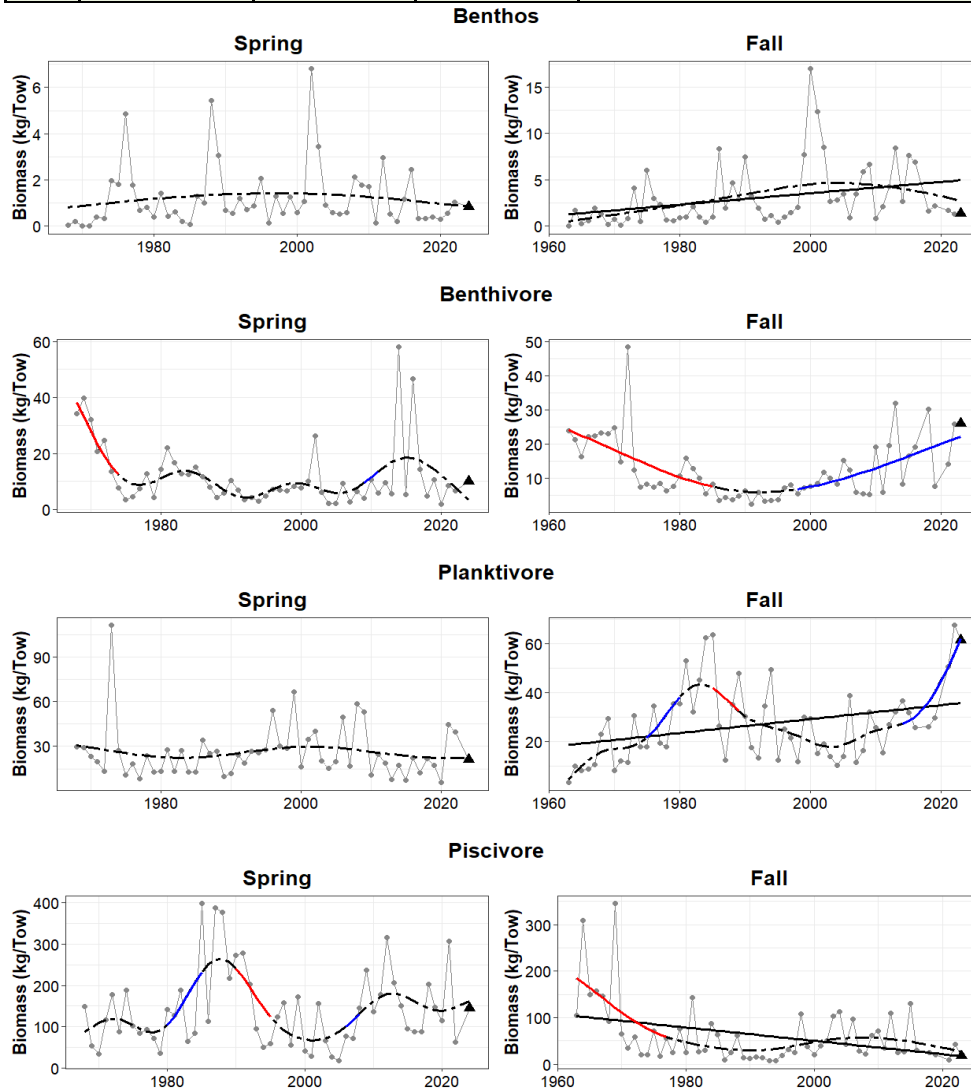 Benthos
Spring Fall
Biomass (kg/Tow)
6
4
2
0
1980 2000 2020
Biomass (kg/Tow)
15
10
5
0
1960 1980 2000 2020
Benthivore
Spring Fall
Biomass (kg/Tow)
60
40
20
0
1980 2000 2020
Biomass (kg/Tow)
50
40
30
20
10
1960 1980 2000 2020
Planktivore
Spring Fall
Biomass (kg/Tow)
90
60
30
1980 2000 2020
Biomass (kg/Tow)
60
40
20
1960 1980 2000 2020
Piscivore
Spring Fall
Biomass (kg/Tow)
400
300
200
100
0
1980 2000 2020
Biomass (kg/Tow)
300
200
100
0
1960 1980 2000 2020